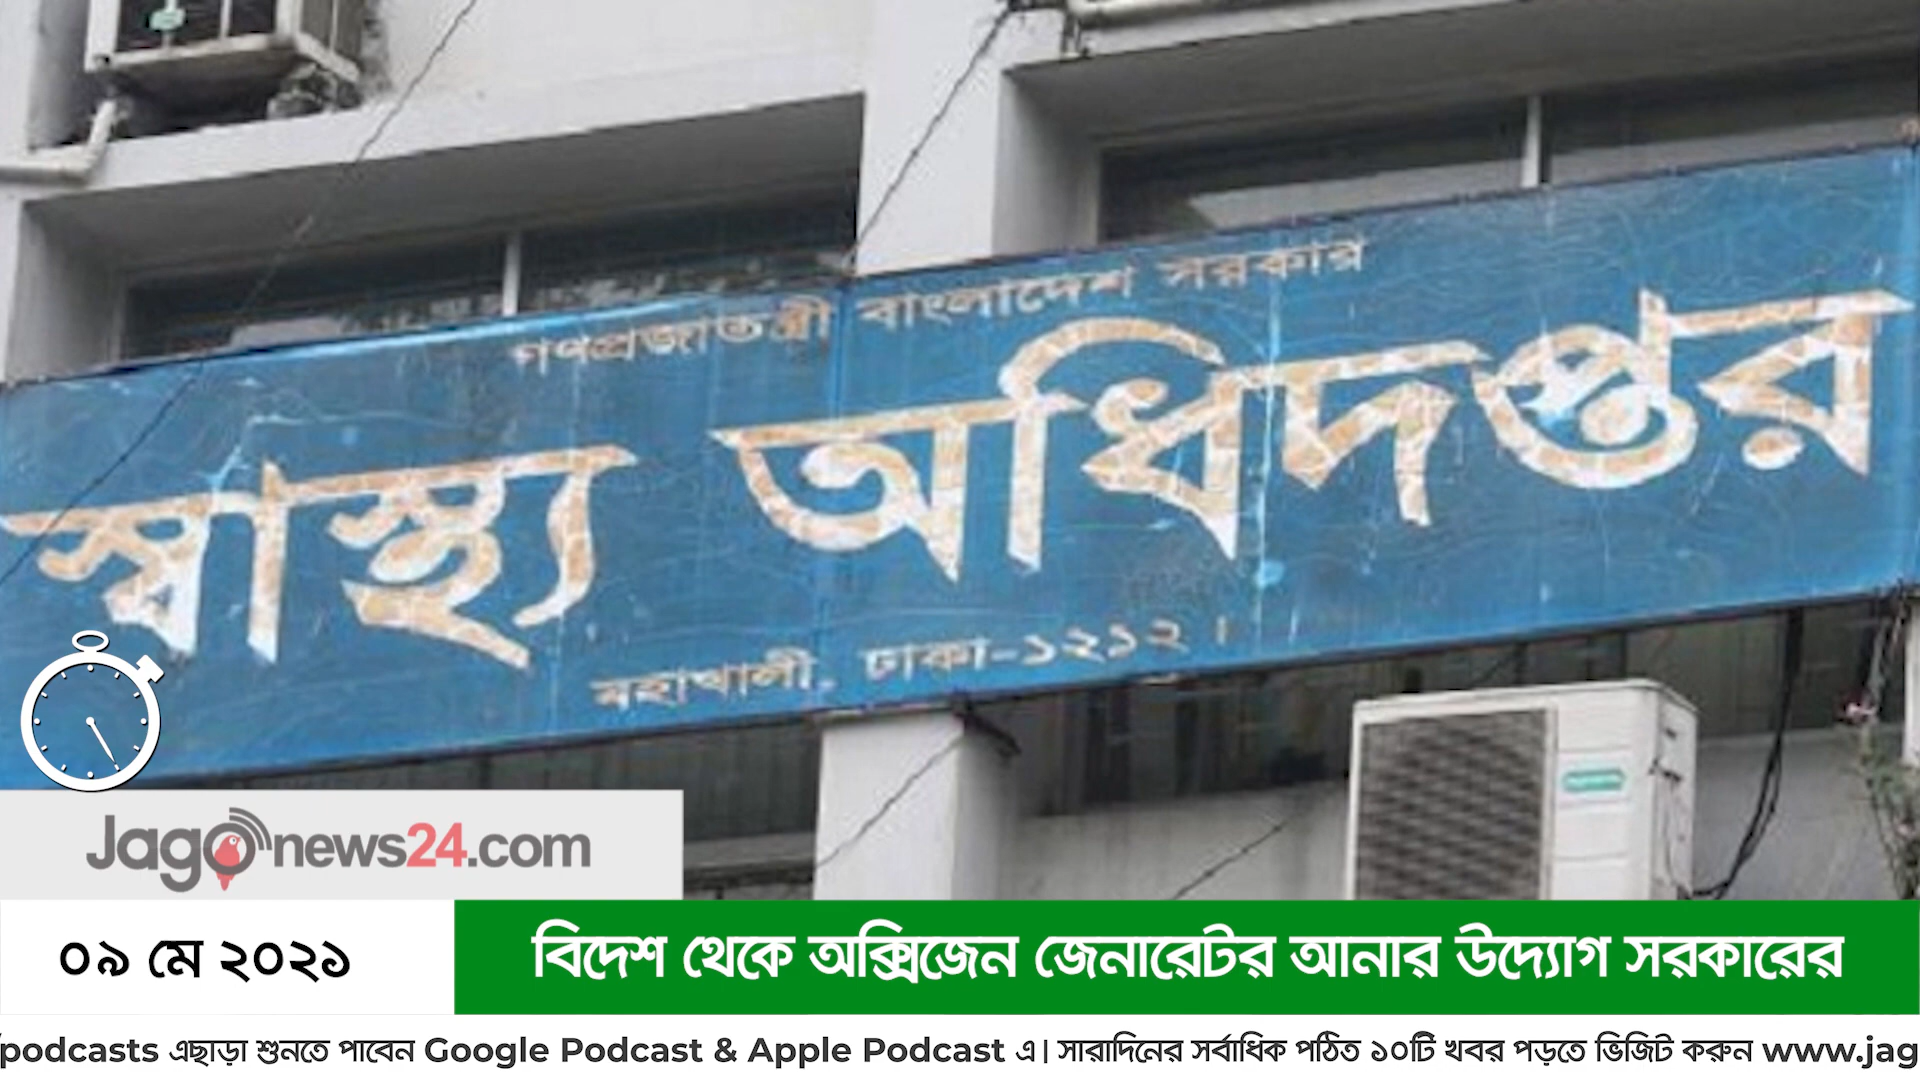 গণপ্রজাতন্ত্রী বাংলাদেশ সরকার
স্বাস্থ্য অধিদপ্তর
মহাখালী, ঢাকা-১২১২।
Jagonews24.com
০৯ মে ২০২১
বিদেশ থেকে অক্সিজেন জেনারেটর আনার উদ্যোগ সরকারের
/podcasts এছাড়া শুনতে পাবেন Google Podcast & Apple Podcast এ। সারাদিনের সর্বাধিক পঠিত ১০টি খবর পড়তে ভিজিট করুন www.jag